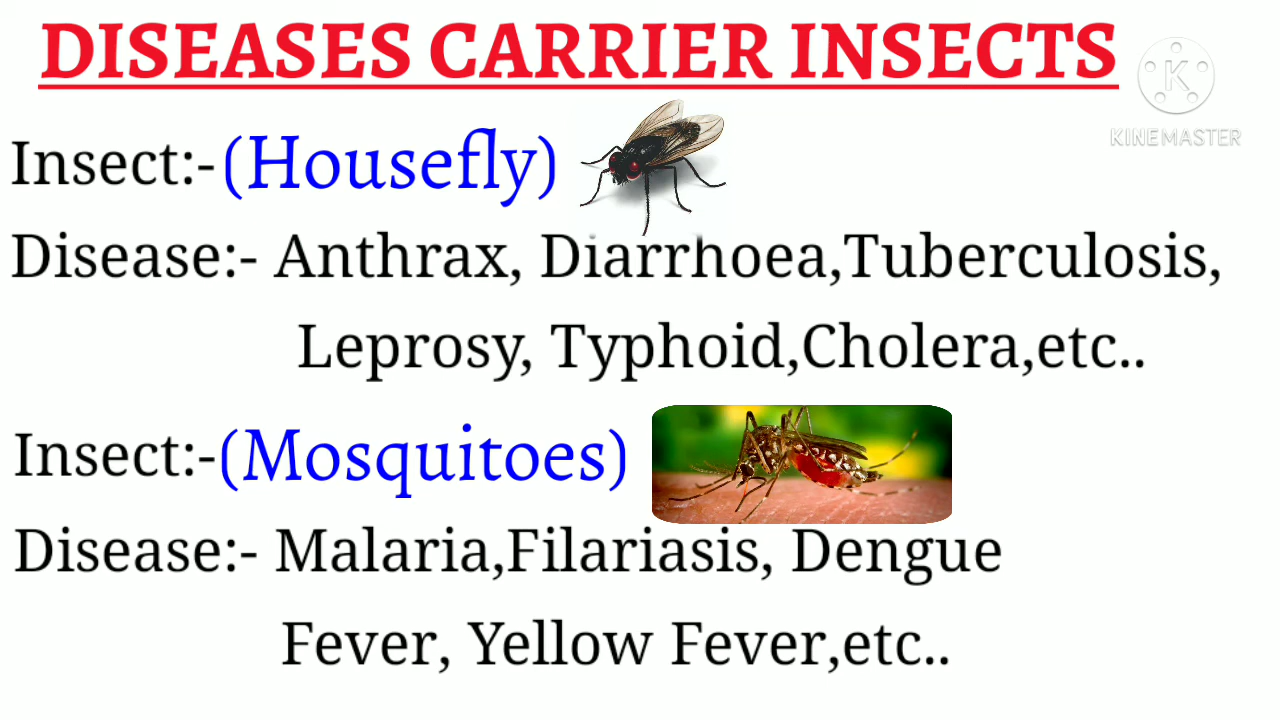 DISEASES CARRIER INSECTS
K
KINEMASTER
Insect:-(Housefly)
Disease:- Anthrax, Diarrhoea,Tuberculosis,
Leprosy, Typhoid,Cholera,etc..
Insect:-(Mosquitoes)
Disease:- Malaria,Filariasis, Dengue
Fever, Yellow Fever,etc..